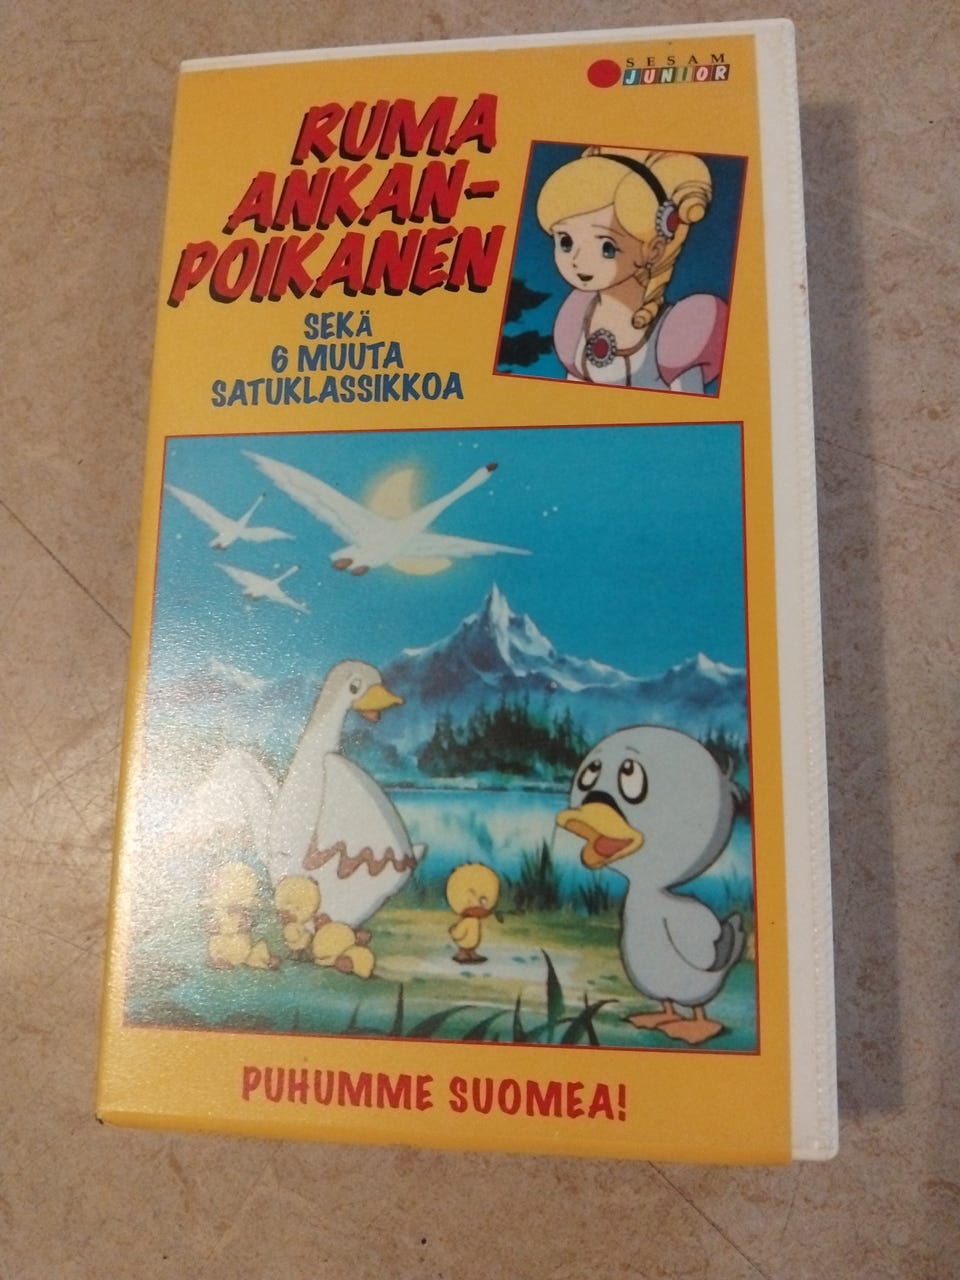 SESAM
JUNIOR
RUMA
ANKAN-
POIKANEN
SEKÄ
6 MUUTA
SATUKLASSIKKOA
PUHUMME SUOMEA!